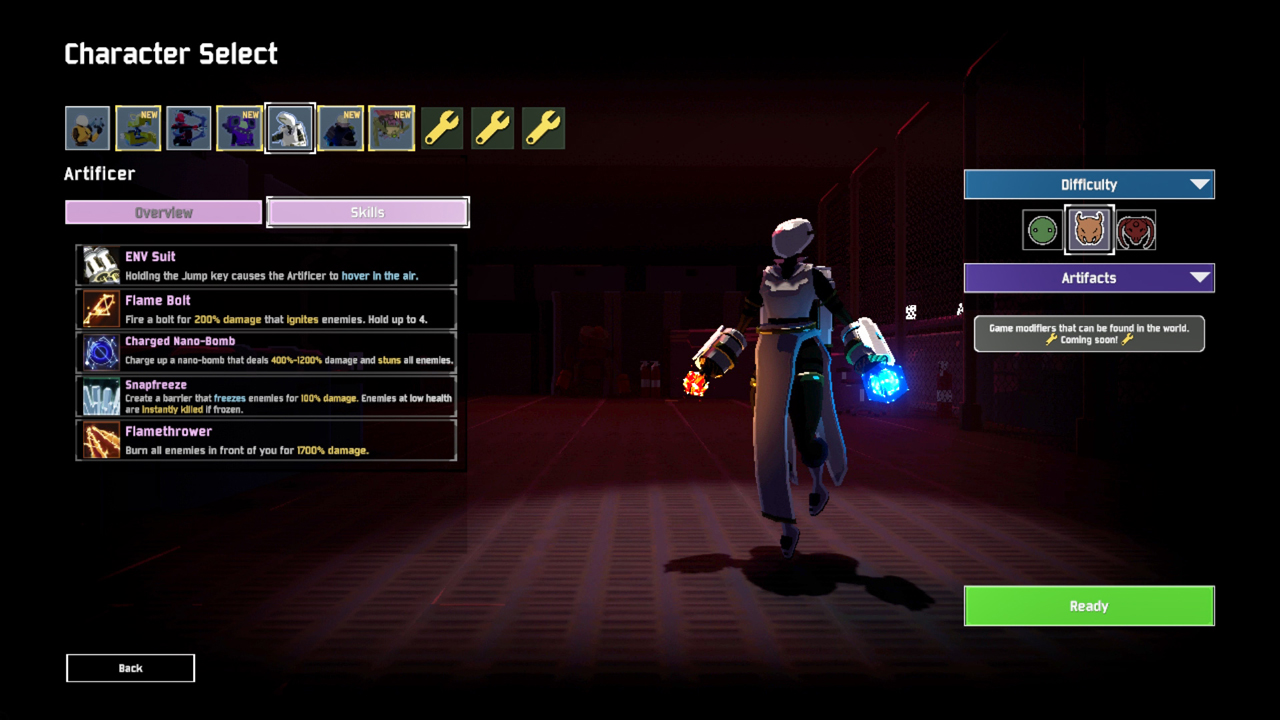 Character Select
NEW
NEW
NEW
NEW
Artificer
Overview
Skills
ENV Suit
Holding the Jump key causes the Artificer to hover in the air.
Flame Bolt
Fire a bolt for 200% damage that ignites enemies. Hold up to 4.
Charged Nano-Bomb
Charge up a nano-bomb that deals 400%-1200% damage and stuns all enemies.
Snapfreeze
Create a barrier that freezes enemies for 100% damage. Enemies at low health
are instantly killed if frozen.
Flamethrower
Burn all enemies in front of you for 1700% damage.
Difficulty
Artifacts
Game modifiers that can be found in the world.
Coming soon!
Ready
Back